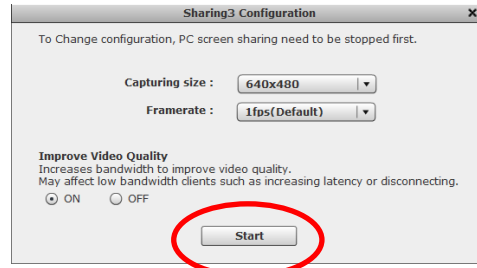 Sharing3 Configuration x
To Change configuration, PC screen sharing need to be stopped first.
Capturing size : 640x480
Framerate : 1fps(Default)
Improve Video Quality
Increases bandwidth to improve video quality.
May affect low bandwidth clients such as increasing latency or disconnecting.
ON OFF
Start